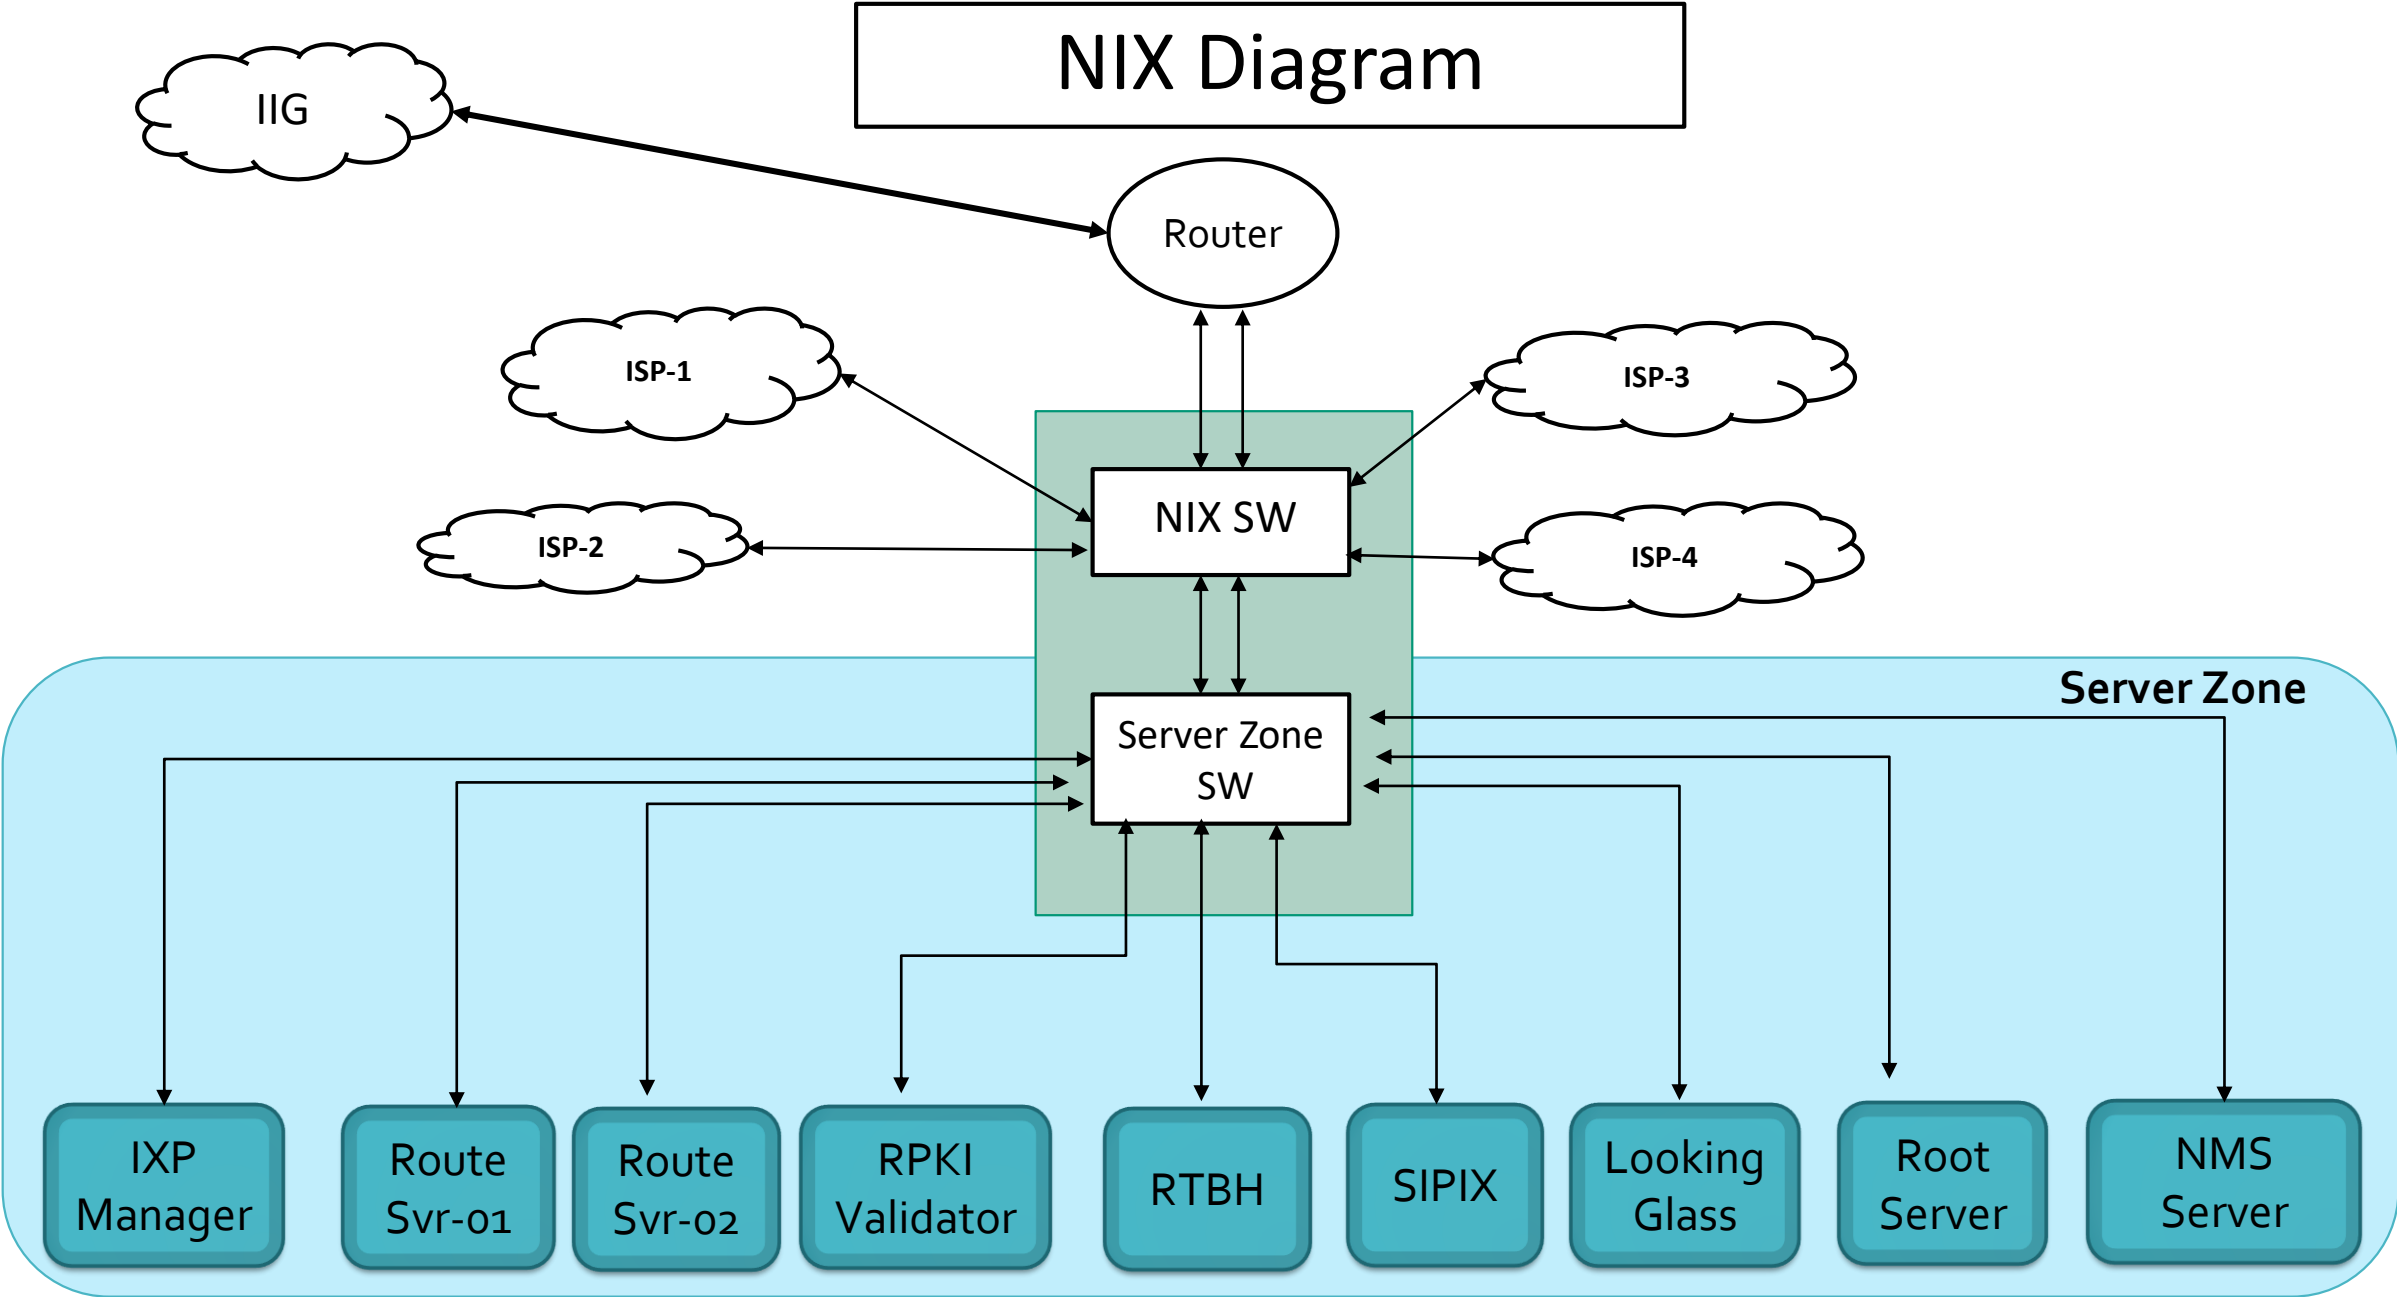 NIX Diagram
IIG
Router
ISP-1
ISP-3
ISP-2
NIX SW
ISP-4
Server Zone
Server Zone
SW
IXP
Manager
Route
Svr-01
Route
Svr-02
RPKI
Validator
RTBH
SIPIX
Looking
Glass
Root
Server
NMS
Server